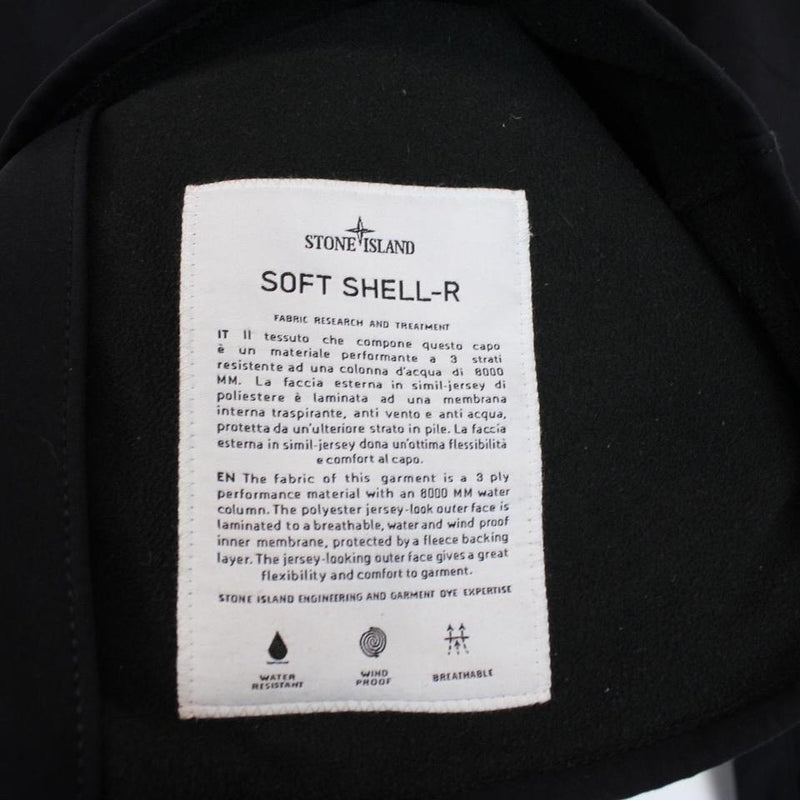 STONE ISLAND
SOFT SHELL-R
FABRIC RESEARCH AND TREATMENT
IT Il tessuto che compone questo capo
è un materiale performante a 3 strati
resistente ad una colonna d'acqua di 8000
MM. La faccia esterna in simil-jersey di
poliestere è laminata ad una membrana
interna traspirante, anti vento e anti acqua,
protetta da un'ulteriore strato in pile. La faccia
esterna in simil-jersey dona un'ottima flessibilità
e comfort al capo.
EN The fabric of this garment is a 3 ply
performance material with an 8000 MM water
column. The polyester jersey-look outer face is
laminated to a breathable, water and wind proof
inner membrane, protected by a fleece backing
layer. The jersey-looking outer face gives a great
flexibility and comfort to garment.
STONE ISLAND ENGINEERING AND GARMENT DYE EXPERTISE
WATER RESISTANT
WIND PROOF
BREATHABLE